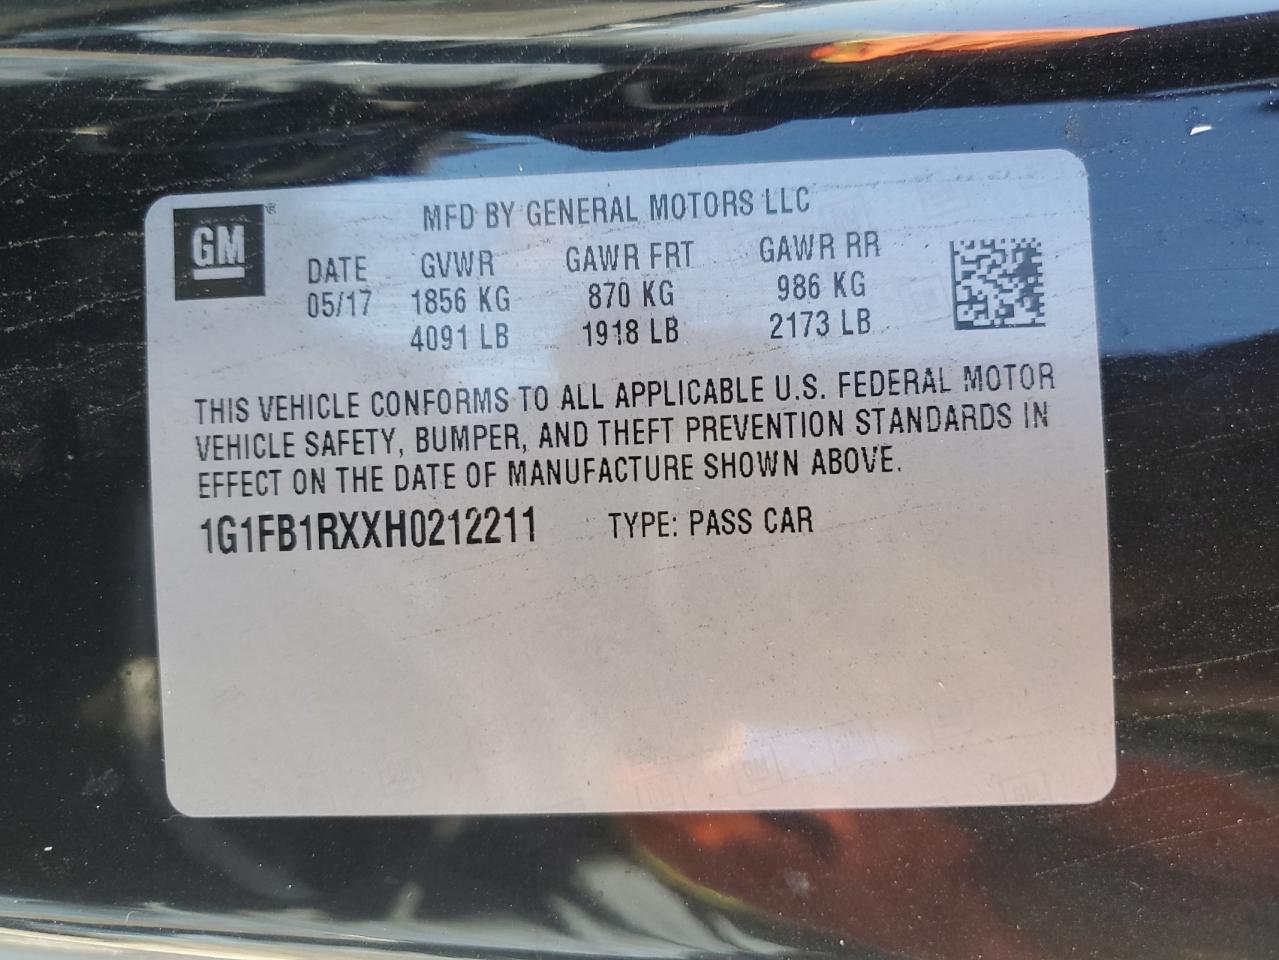 GM®
MFD BY GENERAL MOTORS LLC
DATE GVWR GAWR FRT GAWR RR
05/17 1856 KG 870 KG 986 KG
4091 LB 1918 LB 2173 LB
THIS VEHICLE CONFORMS TO ALL APPLICABLE U.S. FEDERAL MOTOR
VEHICLE SAFETY, BUMPER, AND THEFT PREVENTION STANDARDS IN
EFFECT ON THE DATE OF MANUFACTURE SHOWN ABOVE.
1G1FB1RXXH0212211 TYPE: PASS CAR